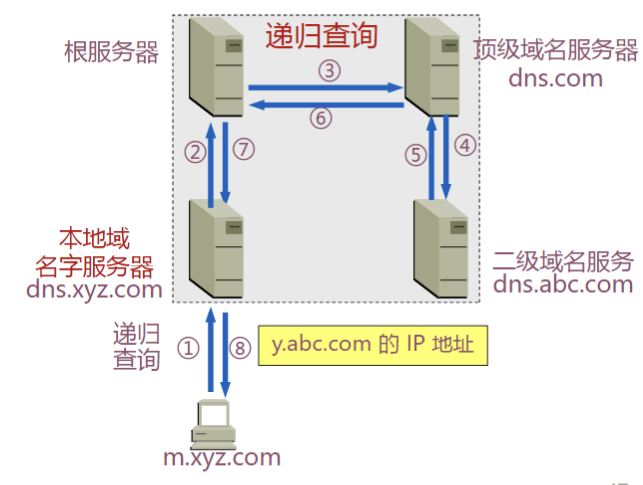 递归查询
根服务器
顶级域名服务器
dns.com
③
⑥
②
⑦
⑤
④
本地域
名字服务器
dns.xyz.com
二级域名服务
dns.abc.com
递归
查询
①
⑧
y.abc.com 的 IP 地址
m.xyz.com